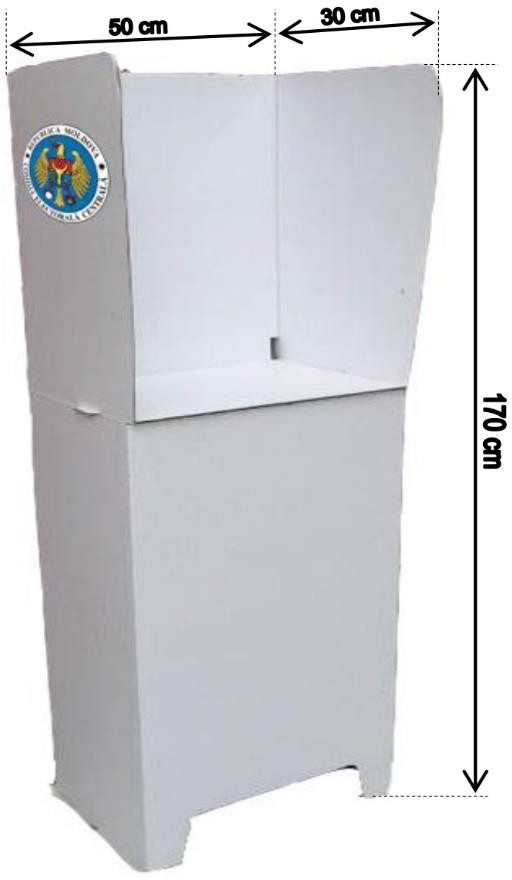 50 cm
30 cm
REPUBLICA MOLDOVA
COMISIA ELECTORALĂ CENTRALĂ
170 cm